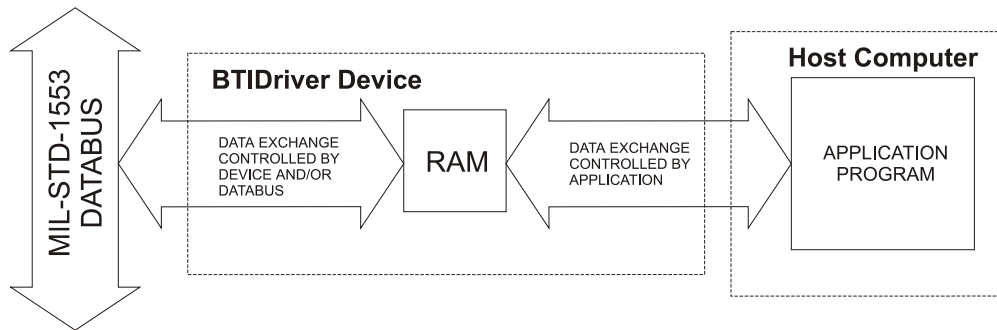 MIL-STD-1553
DATABUS
BTIDriver Device
DATA EXCHANGE
CONTROLLED BY
DEVICE AND/OR
DATABUS
RAM
DATA EXCHANGE
CONTROLLED BY
APPLICATION
Host Computer
APPLICATION
PROGRAM